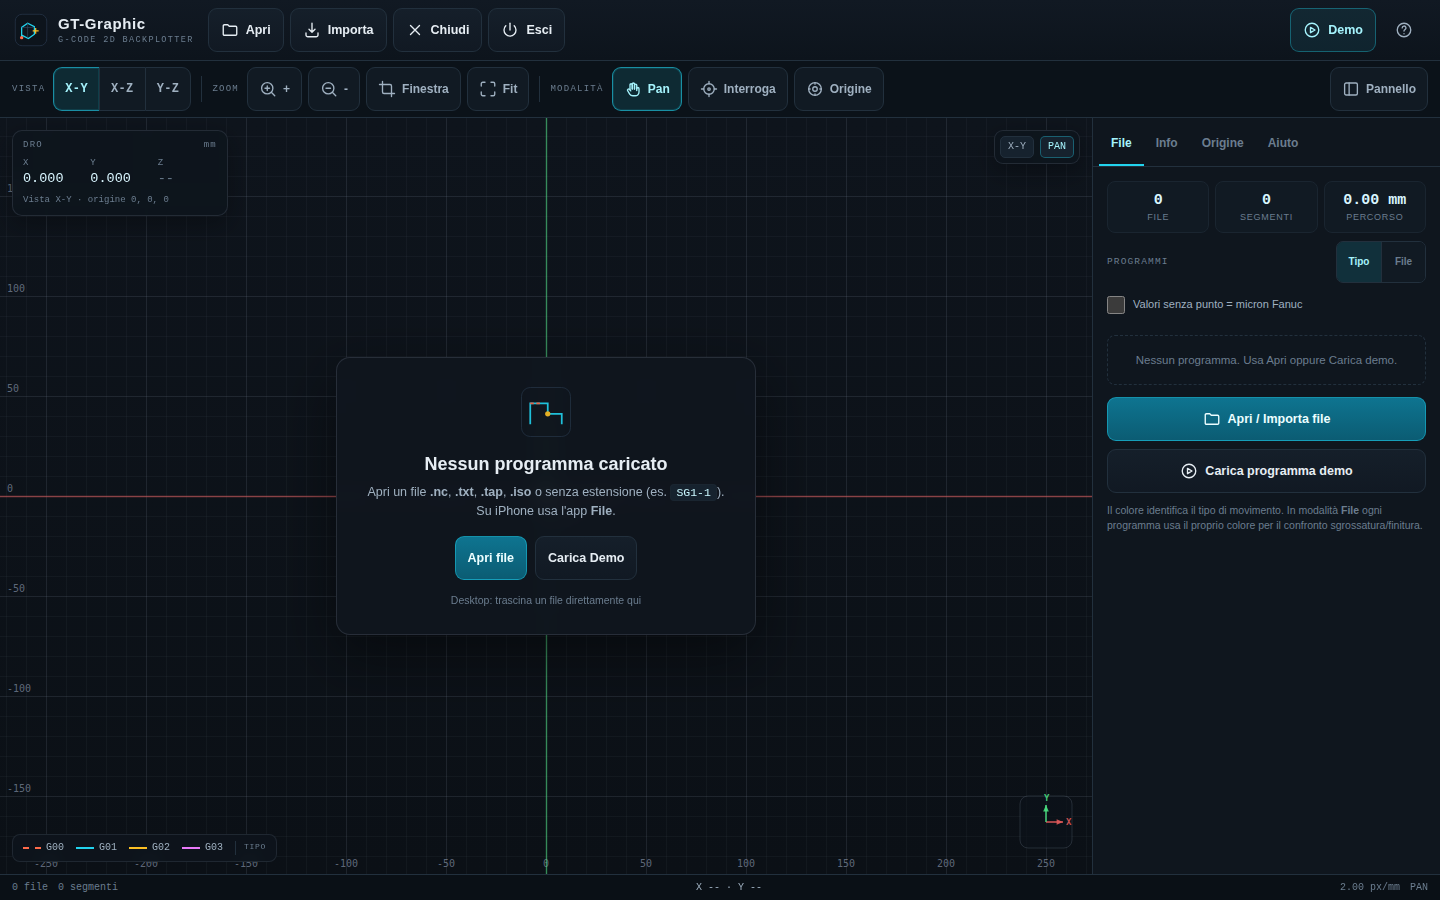 GT-Graphic
G-CODE 2D BACKPLOTTER
Apri
Importa
Chiudi
Esci
Demo
VISTA
X-Y
X-Z
Y-Z
ZOOM
+
-
Finestra
Fit
MODALITÀ
Pan
Interroga
Origine
Pannello
DRO
mm
X
Y
Z
0.000
0.000
--
Vista X-Y · origine 0, 0, 0
X-Y
PAN
100
50
0
-50
-100
-150
Nessun programma caricato
Apri un file .nc, .txt, .tap, .iso o senza estensione (es. SG1-1 ).
Su iPhone usa l'app File.
Apri file
Carica Demo
Desktop: trascina un file direttamente qui
Y
X
G00
G01
G02
G03
TIPO
-250
-200
-150
-100
-50
0
50
100
150
200
250
File
Info
Origine
Aiuto
0
FILE
0
SEGMENTI
0.00 mm
PERCORSO
PROGRAMMI
Tipo
File
Valori senza punto = micron Fanuc
Nessun programma. Usa Apri oppure Carica demo.
Apri / Importa file
Carica programma demo
Il colore identifica il tipo di movimento. In modalità File ogni
programma usa il proprio colore per il confronto sgrossatura/finitura.
0 file
0 segmenti
X -- · Y --
2.00 px/mm
PAN